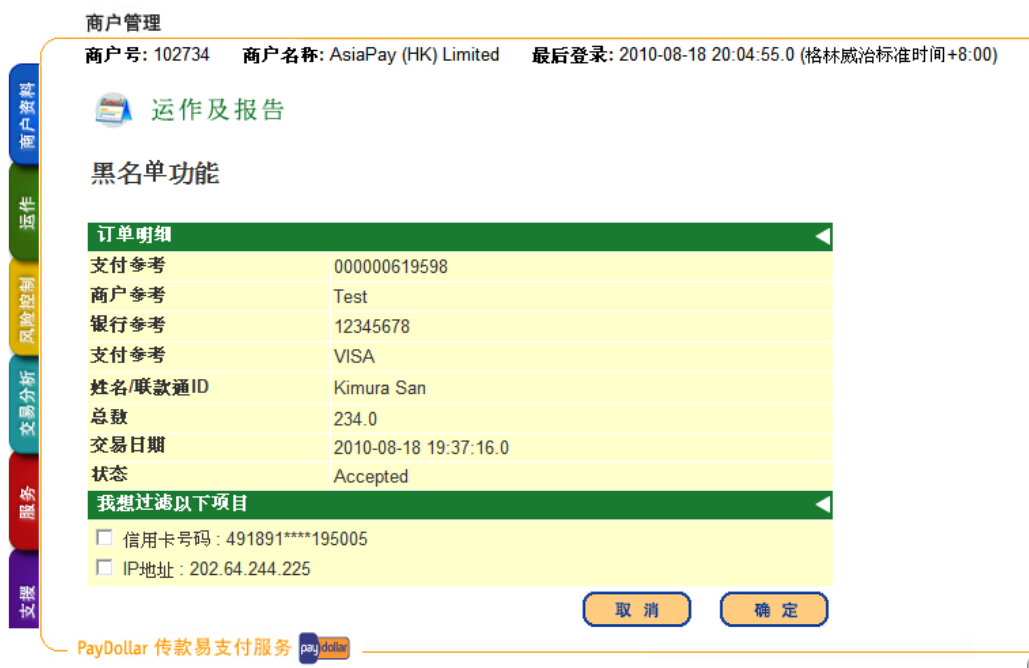 商户管理
商户号: 102734 商户名称: AsiaPay (HK) Limited 最后登录: 2010-08-18 20:04:55.0 (格林威治标准时间+8:00)
商户资料
运作
风险控制
交易分析
服务
支援
运作及报告
黑名单功能
订单明细
支付参考 000000619598
商户参考 Test
银行参考 12345678
支付参考 VISA
姓名/联款通ID Kimura San
总数 234.0
交易日期 2010-08-18 19:37:16.0
状态 Accepted
我想过滤以下项目
信用卡号码 : 491891****195005
IP地址 : 202.64.244.225
取 消 确 定
PayDollar 传款易支付服务 paydollar